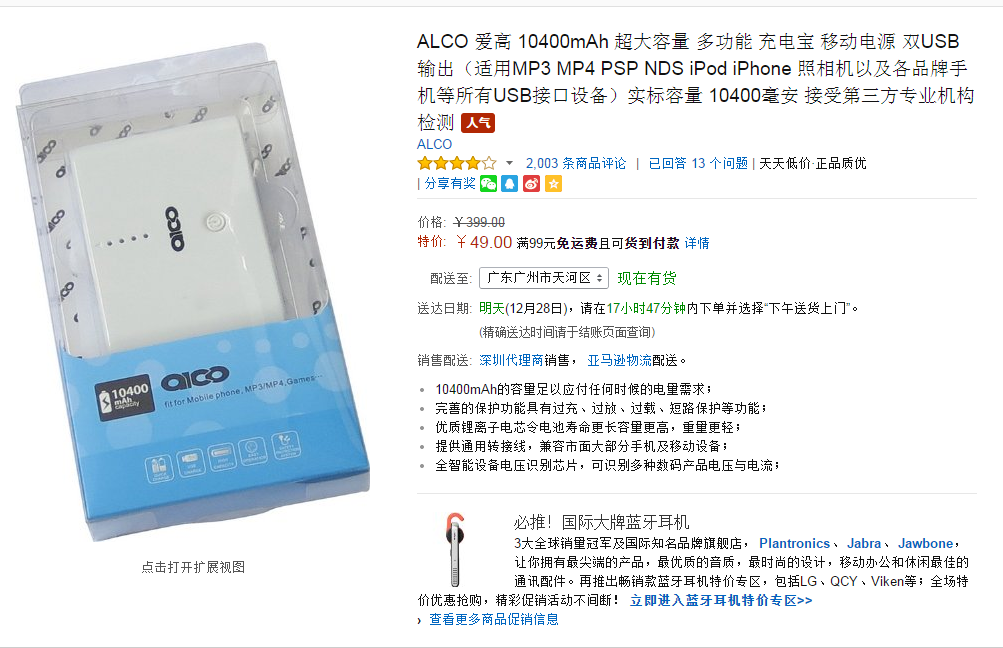 ALCO 爱高 10400mAh 超大容量 多功能 充电宝 移动电源 双USB
输出（适用MP3 MP4 PSP NDS iPod iPhone 照相机以及各品牌手
机等所有USB接口设备）实标容量 10400毫安 接受第三方专业机构
检测 人气
ALCO
2,003 条商品评论 | 已回答 13 个问题 | 天天低价·正品质优
| 分享有奖
价格: ￥399.00
特价: ￥49.00 满99元免运费且可货到付款 详情
配送至: 广东广州市天河区 现在有货
送达日期: 明天(12月28日)，请在17小时47分钟内下单并选择“下午送货上门”。
(精确送达时间请于结账页面查询)
销售配送: 深圳代理商销售， 亚马逊物流配送。
10400mAh的容量足以应付任何时候的电量需求；
完善的保护功能具有过充、过放、过载、短路保护等功能；
优质锂离子电芯令电池寿命更长容量更高，重量更轻；
提供通用转接线，兼容市面大部分手机及移动设备；
全智能设备电压识别芯片，可识别多种数码产品电压与电流；
必推！国际大牌蓝牙耳机
3大全球销量冠军及国际知名品牌旗舰店， Plantronics 、 Jabra 、 Jawbone，
让你拥有最尖端的产品，最优质的音质，最时尚的设计，移动办公和休闲最佳的
通讯配件。再推出畅销款蓝牙耳机特价专区，包括LG、QCY、Viken等；全场特
价优惠抢购，精彩促销活动不间断！ 立即进入蓝牙耳机特价专区>>
› 查看更多商品促销信息
alco
10400
mAh
capacity
alco
fit for Mobile phone, MP3/MP4,Games...
点击打开扩展视图